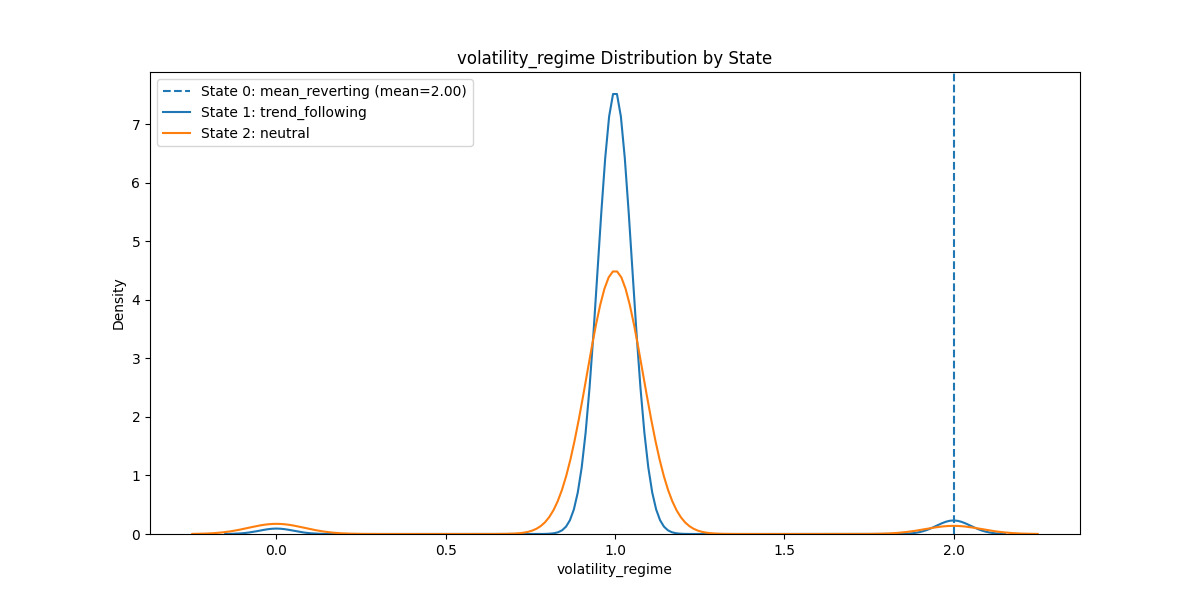 volatility_regime Distribution by State
State 0: mean_reverting (mean=2.00)
State 1: trend_following
State 2: neutral
Density
7
6
5
4
3
2
1
0
0.0 0.5 1.0 1.5 2.0
volatility_regime